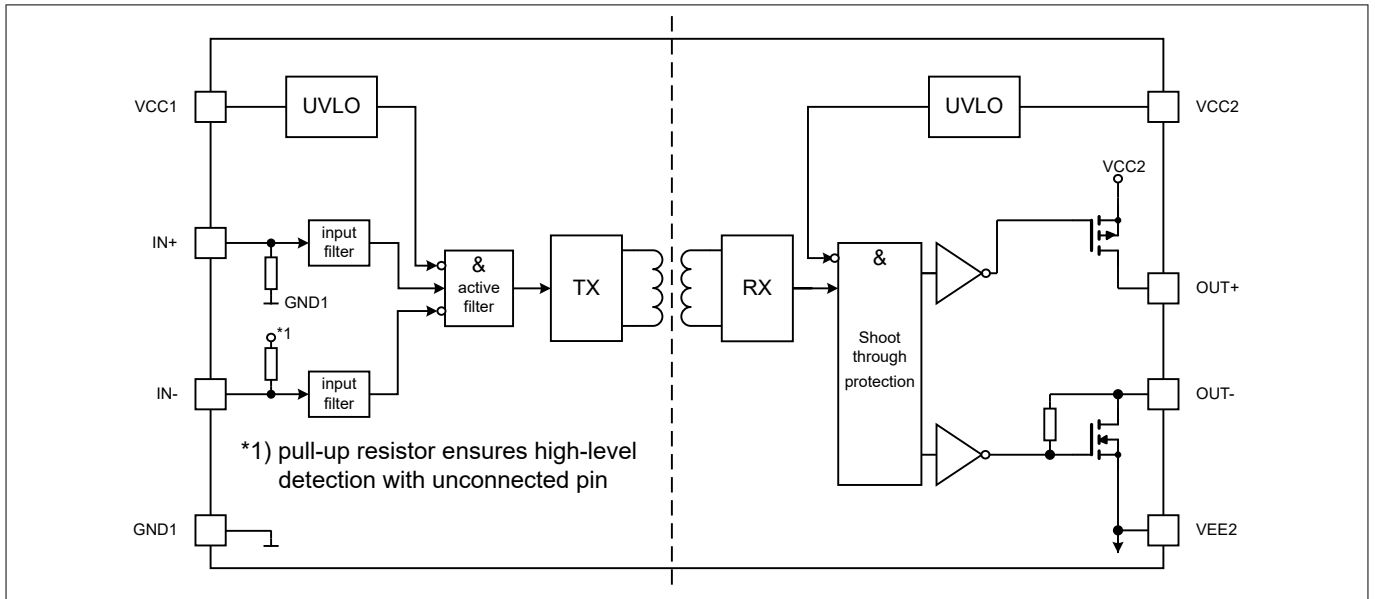 VCC1
UVLO
UVLO
VCC2
VCC2
IN+
input
filter
GND1
&
active
filter
TX
RX
&
Shoot
through
protection
OUT+
*1
IN-
input
filter
OUT-
*1) pull-up resistor ensures high-level
detection with unconnected pin
GND1
VEE2